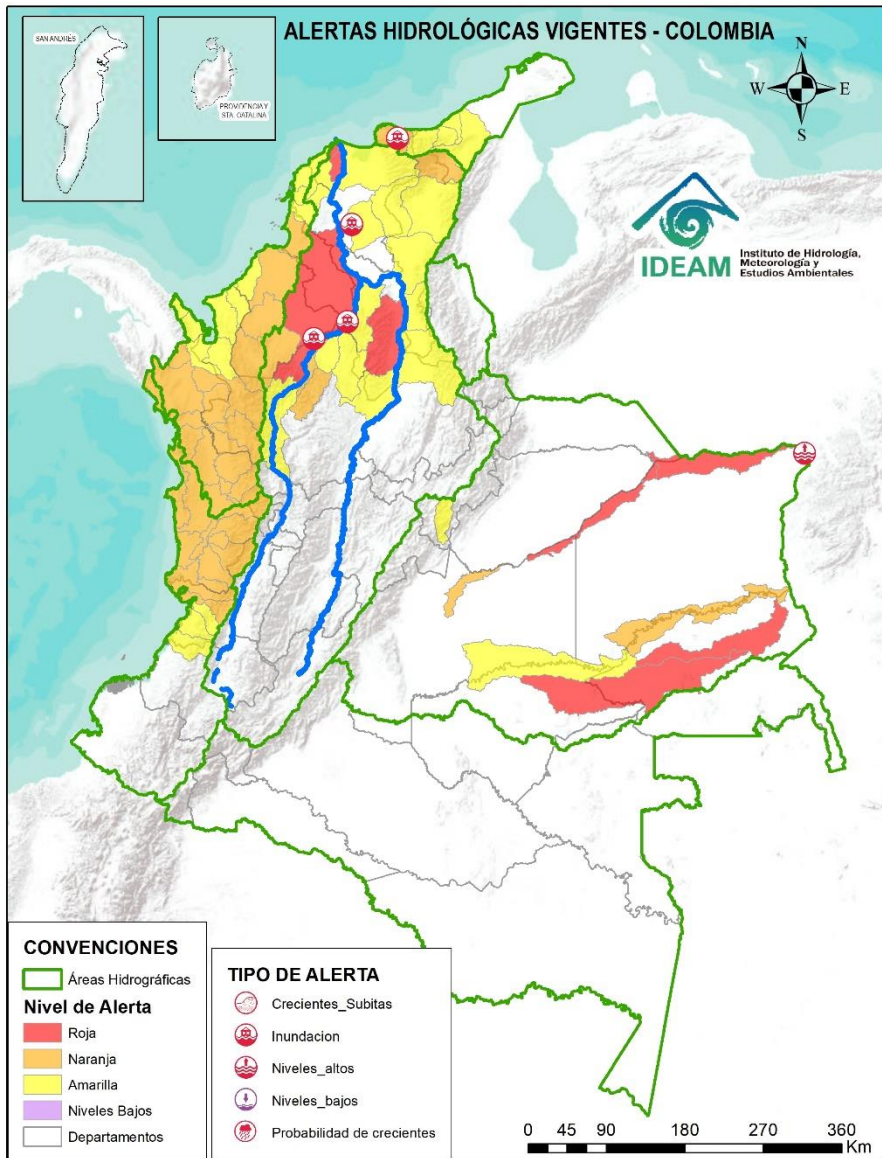 ALERTAS HIDROLÓGICAS VIGENTES - COLOMBIA
SAN ANDRÉS
PROVIDENCIA Y
STA. CATALINA
N
W
E
S
IDEAM
Instituto de Hidrología,
Meteorología y
Estudios Ambientales
CONVENCIONES
Áreas Hidrográficas
Nivel de Alerta
Roja
Naranja
Amarilla
Niveles Bajos
Departamentos
TIPO DE ALERTA
Crecientes_Subitas
Inundacion
Niveles_altos
Niveles_bajos
Probabilidad de crecientes
0 45 90 180 270 360
Km